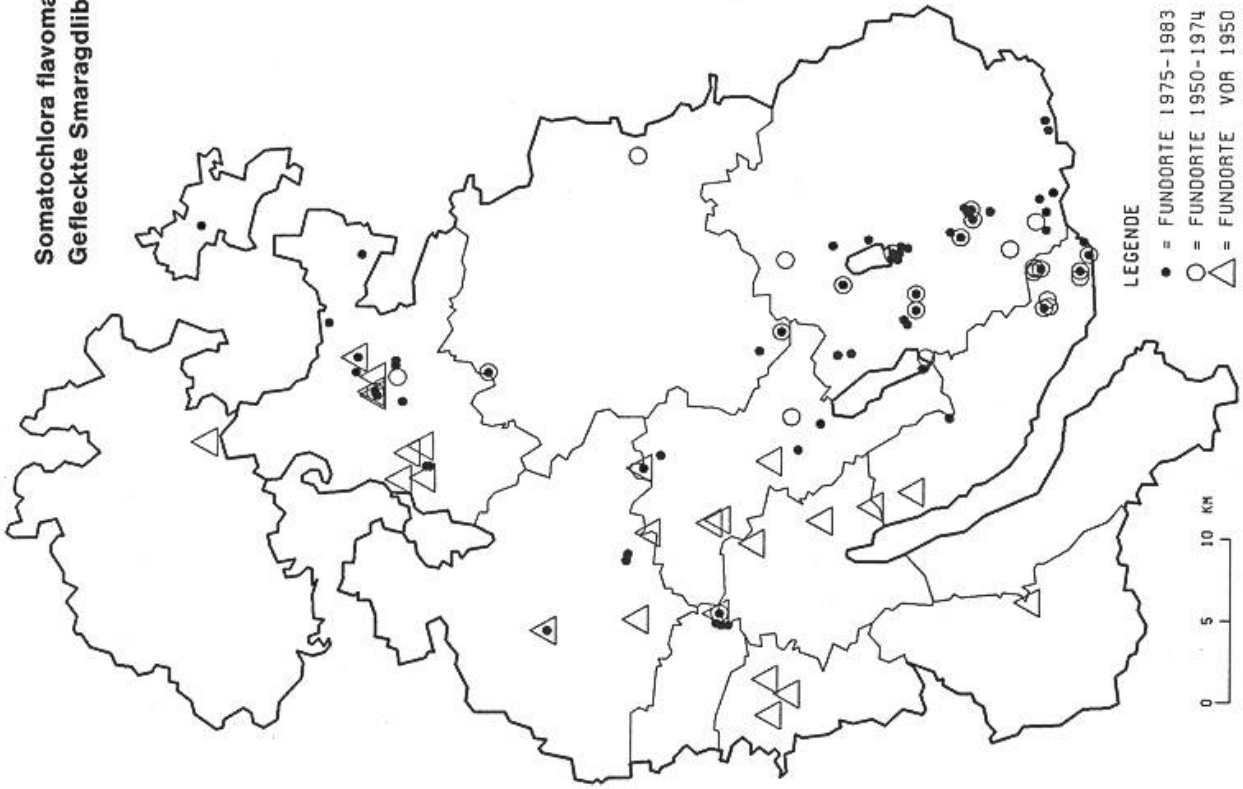 Somatochlora flavoma
Gefleckte Smaragdlib
LEGENDE
● = FUNDORTE 1975-1983
○ = FUNDORTE 1950-1974
△ = FUNDORTE VOR 1950
0 5 10 KM